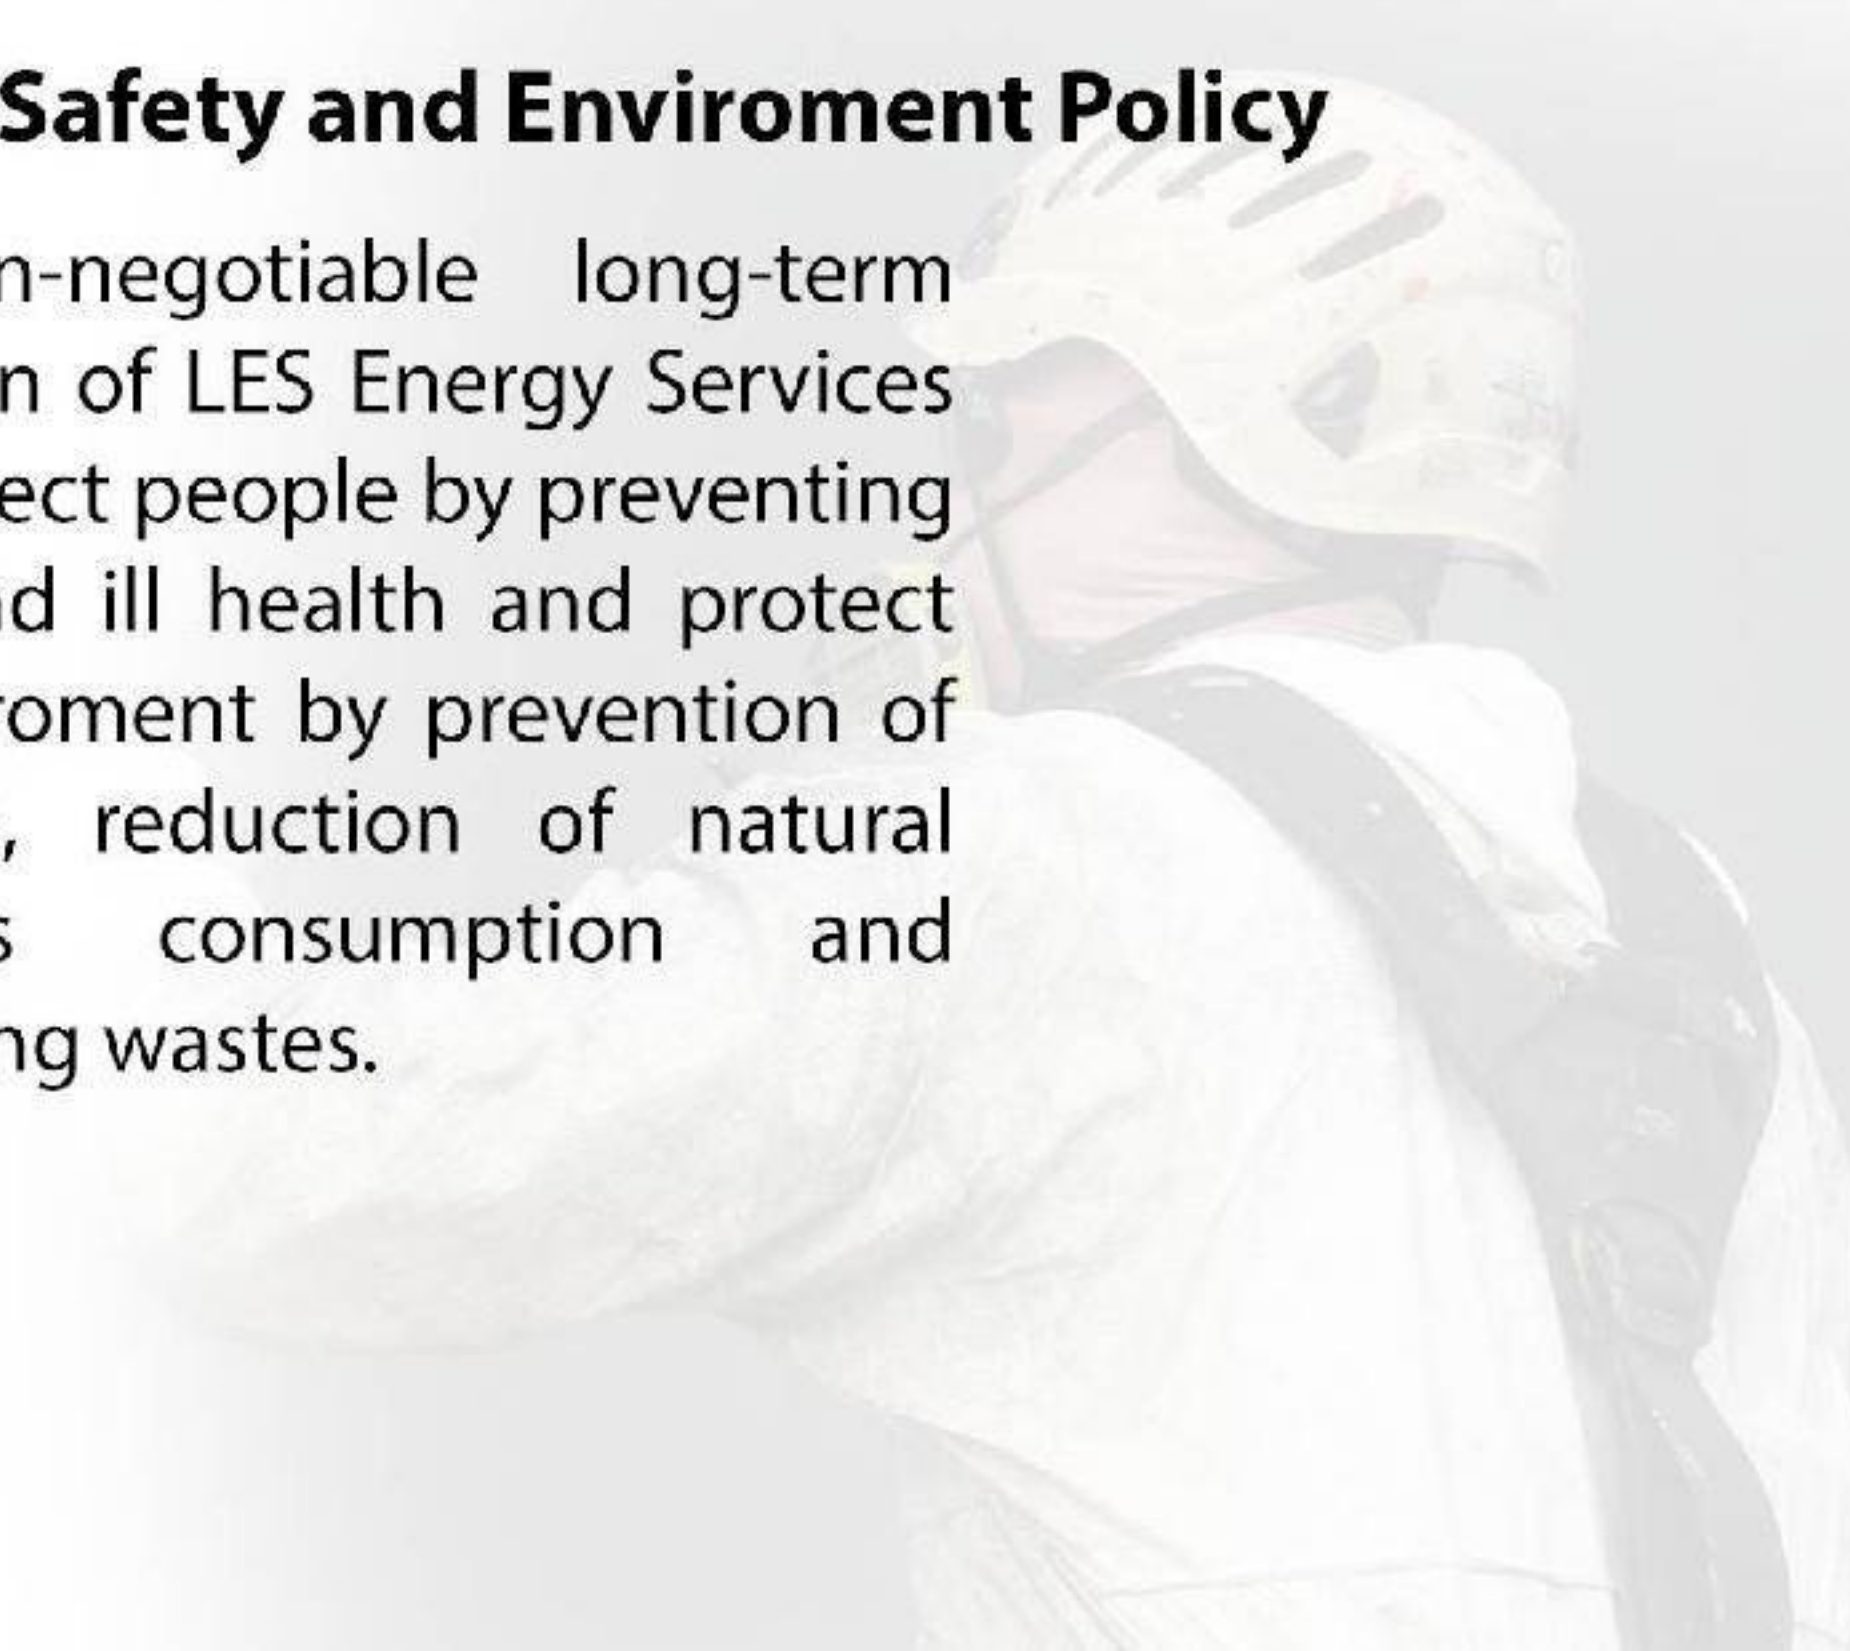 Safety and Enviroment Policy
n-negotiable long-term
n of LES Energy Services
ect people by preventing
d ill health and protect
roment by prevention of
, reduction of natural
s consumption and
ng wastes.